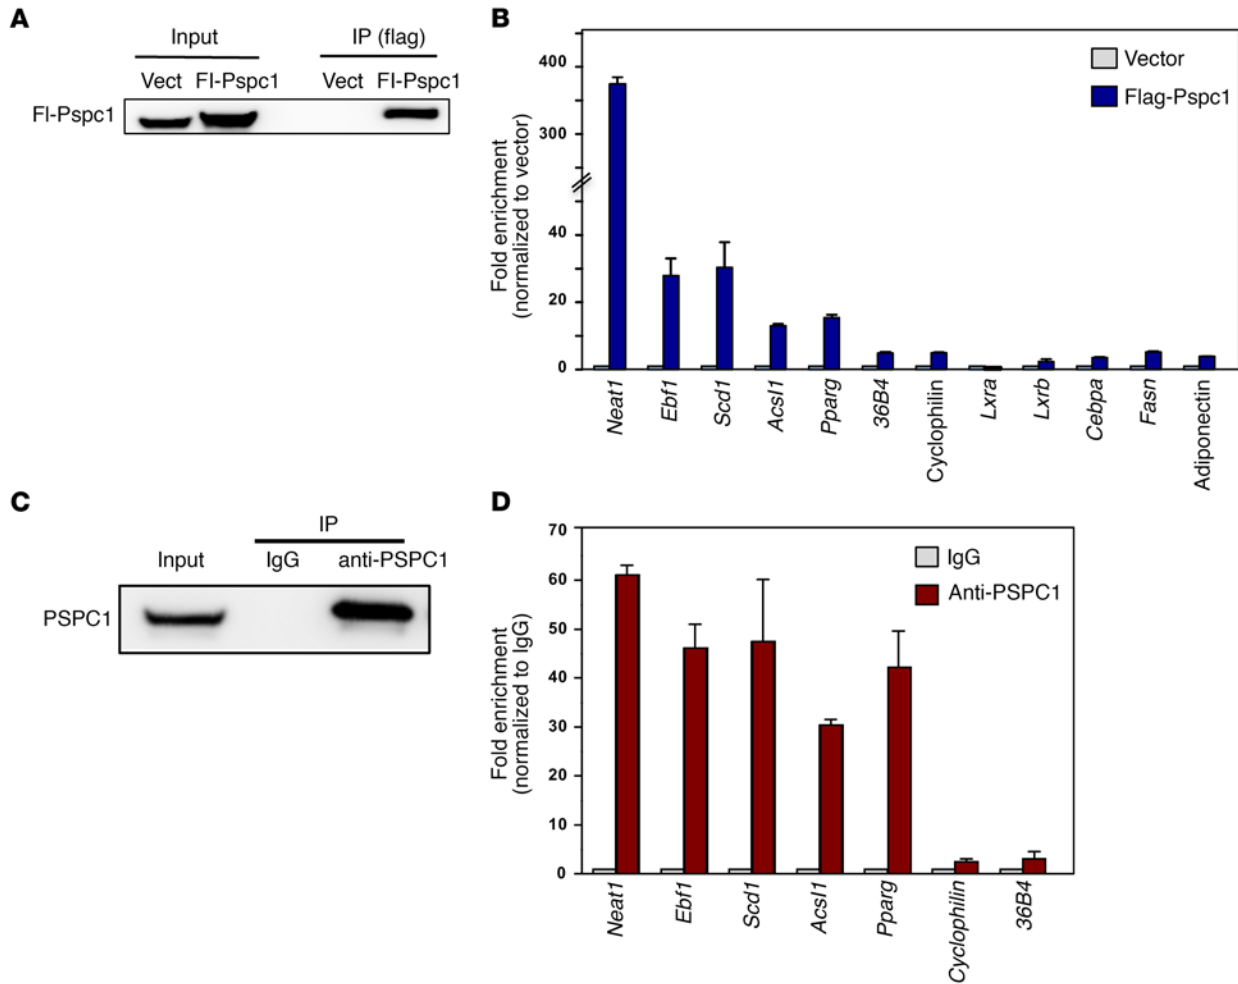 A
Input
IP (flag)
Vect Fl-Pspc1
Vect Fl-Pspc1
Fl-Pspc1
B
Fold enrichment
(normalized to vector)
400
300
40
20
0
Vector
Flag-Pspc1
Neat1
Ebf1
Scd1
Acsl1
Pparg
36B4
Cyclophilin
Lxra
Lxrb
Cebpa
Fasn
Adiponectin
C
IP
Input
IgG
anti-PSPC1
PSPC1
D
Fold enrichment
(normalized to IgG)
70
60
50
40
30
20
10
0
IgG
Anti-PSPC1
Neat1
Ebf1
Scd1
Acsl1
Pparg
Cyclophilin
36B4